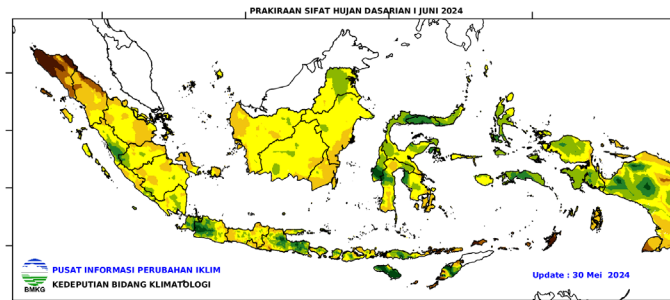 PRAKIRAAN SIFAT HUJAN DASARIAN I JUNI 2024
PUSAT INFORMASI PERUBAHAN IKLIM
KEDEPUTIAN BIDANG KLIMATOLOGI
BMKG
Update : 30 Mei 2024